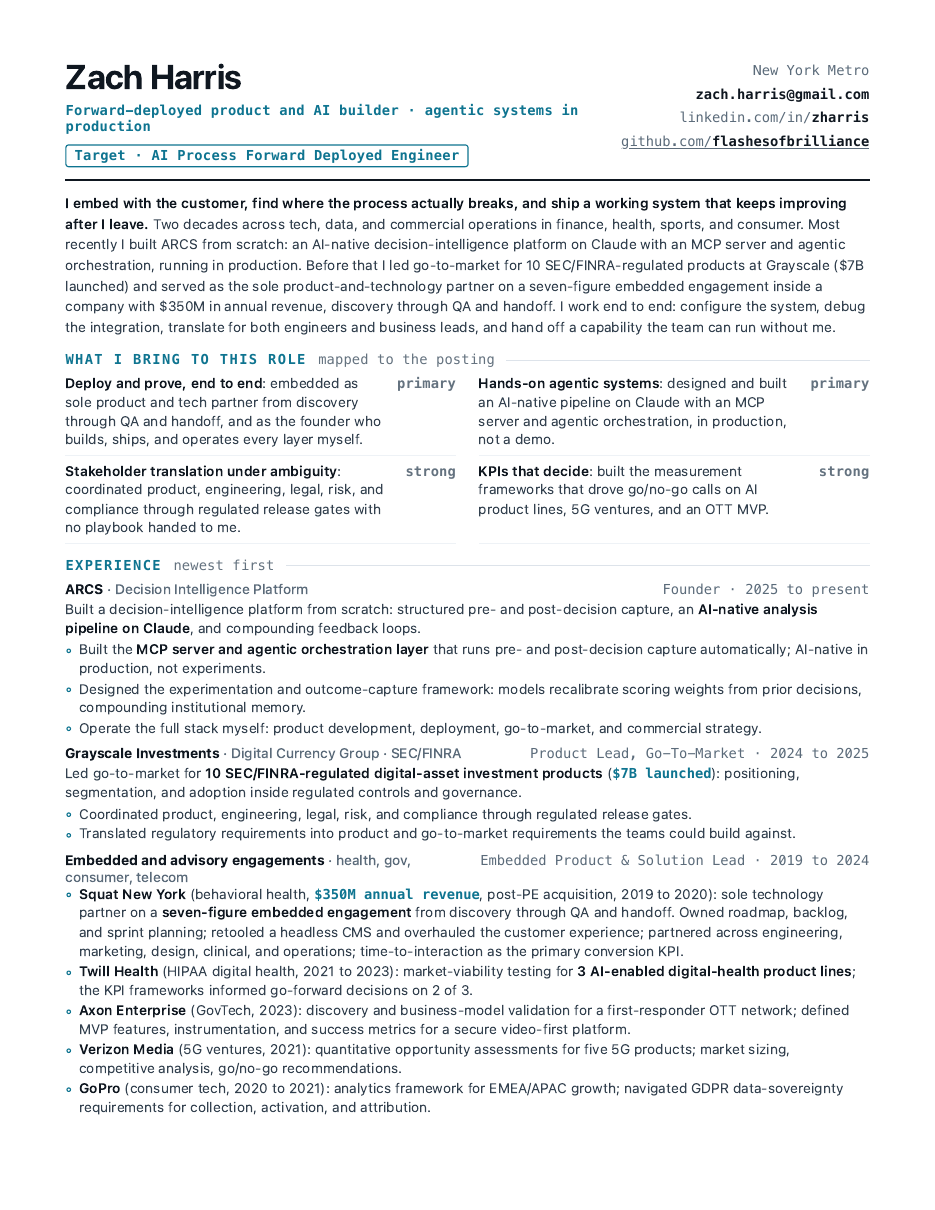 Zach Harris
Forward-deployed product and AI builder · agentic systems in
production
Target · AI Process Forward Deployed Engineer
New York Metro
zach.harris@gmail.com
linkedin.com/in/zharris
github.com/flashesofbrilliance
I embed with the customer, find where the process actually breaks, and ship a working system that keeps improving
after I leave. Two decades across tech, data, and commercial operations in finance, health, sports, and consumer. Most
recently I built ARCS from scratch: an AI-native decision-intelligence platform on Claude with an MCP server and agentic
orchestration, running in production. Before that I led go-to-market for 10 SEC/FINRA-regulated products at Grayscale ($7B
launched) and served as the sole product-and-technology partner on a seven-figure embedded engagement inside a
company with $350M in annual revenue, discovery through QA and handoff. I work end to end: configure the system, debug
the integration, translate for both engineers and business leads, and hand off a capability the team can run without me.
WHAT I BRING TO THIS ROLE mapped to the posting
Deploy and prove, end to end: embedded as primary
sole product and tech partner from discovery
through QA and handoff, and as the founder who
builds, ships, and operates every layer myself.
Hands-on agentic systems: designed and built primary
an AI-native pipeline on Claude with an MCP
server and agentic orchestration, in production,
not a demo.
Stakeholder translation under ambiguity: strong
coordinated product, engineering, legal, risk, and
compliance through regulated release gates with
no playbook handed to me.
KPIs that decide: built the measurement strong
frameworks that drove go/no-go calls on AI
product lines, 5G ventures, and an OTT MVP.
EXPERIENCE newest first
ARCS · Decision Intelligence Platform Founder · 2025 to present
Built a decision-intelligence platform from scratch: structured pre- and post-decision capture, an AI-native analysis
pipeline on Claude, and compounding feedback loops.
Built the MCP server and agentic orchestration layer that runs pre- and post-decision capture automatically; AI-native in
production, not experiments.
Designed the experimentation and outcome-capture framework: models recalibrate scoring weights from prior decisions,
compounding institutional memory.
Operate the full stack myself: product development, deployment, go-to-market, and commercial strategy.
Grayscale Investments · Digital Currency Group · SEC/FINRA Product Lead, Go-To-Market · 2024 to 2025
Led go-to-market for 10 SEC/FINRA-regulated digital-asset investment products ($7B launched): positioning,
segmentation, and adoption inside regulated controls and governance.
Coordinated product, engineering, legal, risk, and compliance through regulated release gates.
Translated regulatory requirements into product and go-to-market requirements the teams could build against.
Embedded and advisory engagements · health, gov, Embedded Product & Solution Lead · 2019 to 2024
consumer, telecom
Squat New York (behavioral health, $350M annual revenue, post-PE acquisition, 2019 to 2020): sole technology
partner on a seven-figure embedded engagement from discovery through QA and handoff. Owned roadmap, backlog,
and sprint planning; retooled a headless CMS and overhauled the customer experience; partnered across engineering,
marketing, design, clinical, and operations; time-to-interaction as the primary conversion KPI.
Twill Health (HIPAA digital health, 2021 to 2023): market-viability testing for 3 AI-enabled digital-health product lines;
the KPI frameworks informed go-forward decisions on 2 of 3.
Axon Enterprise (GovTech, 2023): discovery and business-model validation for a first-responder OTT network; defined
MVP features, instrumentation, and success metrics for a secure video-first platform.
Verizon Media (5G ventures, 2021): quantitative opportunity assessments for five 5G products; market sizing,
competitive analysis, go/no-go recommendations.
GoPro (consumer tech, 2020 to 2021): analytics framework for EMEA/APAC growth; navigated GDPR data-sovereignty
requirements for collection, activation, and attribution.